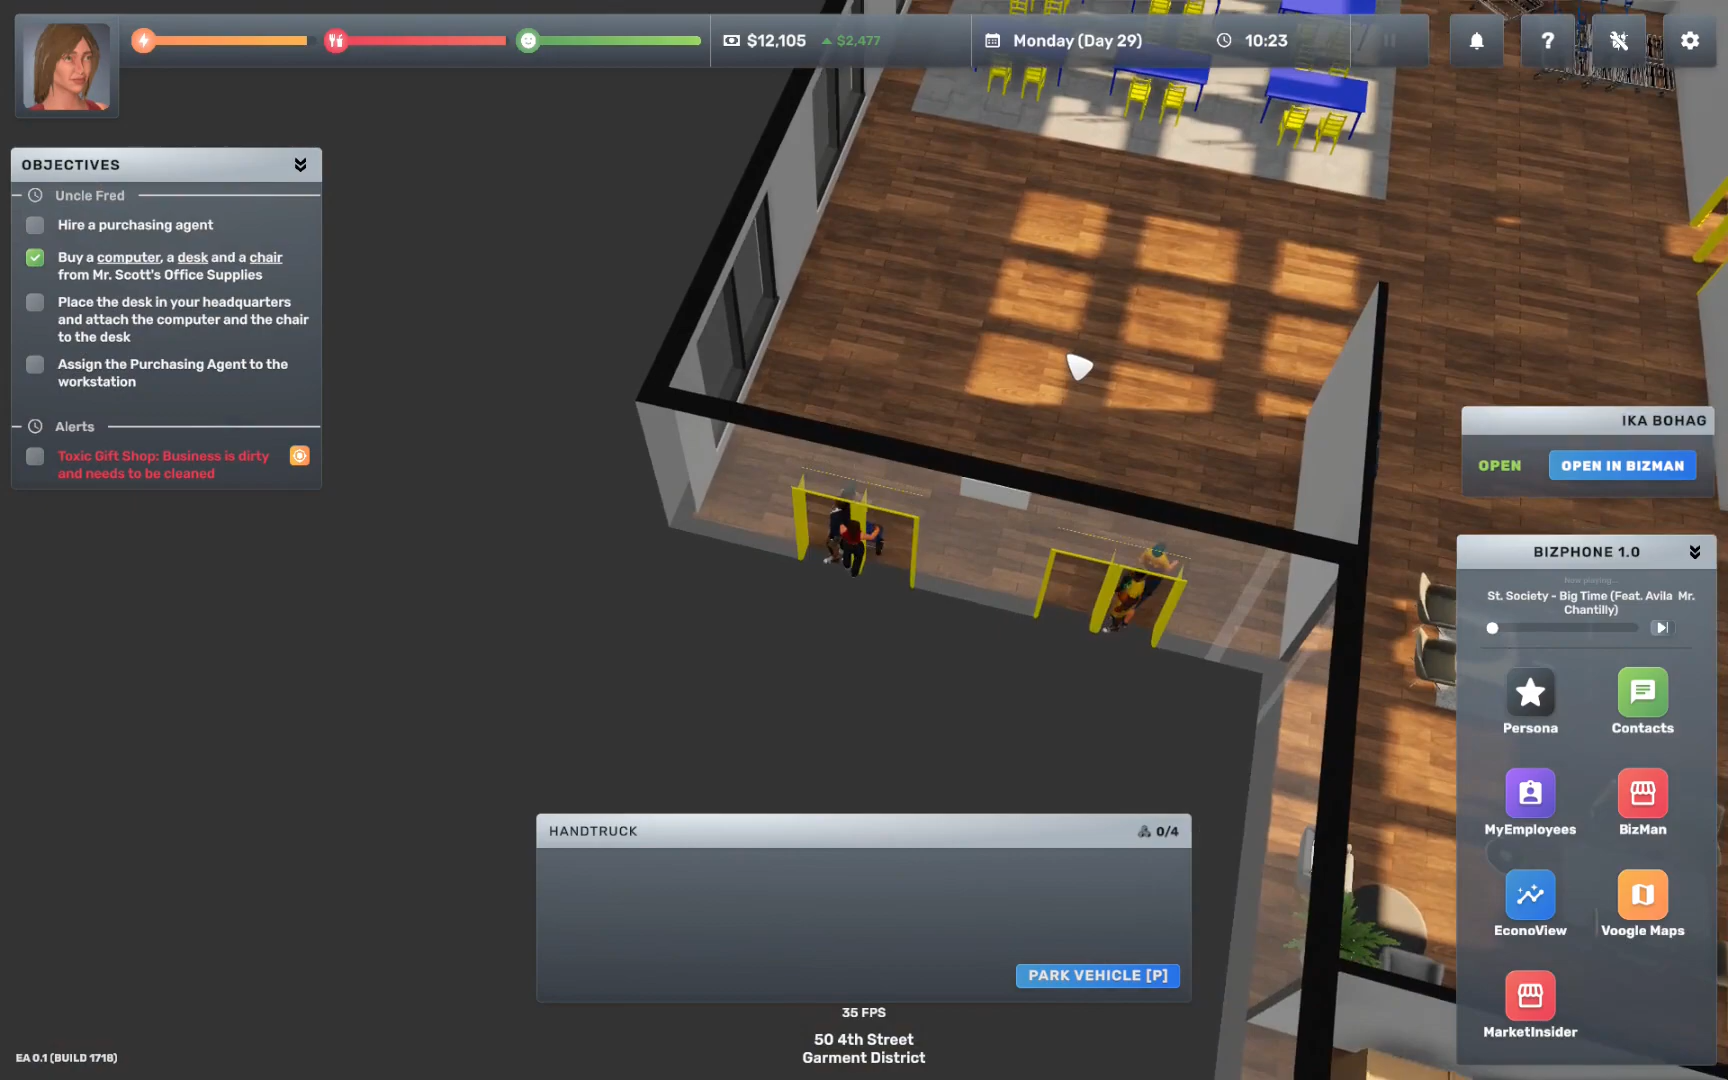 $12,105 $2,477
Monday (Day 29)
10:23
?
OBJECTIVES
Uncle Fred
Hire a purchasing agent
Buy a computer, a desk and a chair
from Mr. Scott's Office Supplies
Place the desk in your headquarters
and attach the computer and the chair
to the desk
Assign the Purchasing Agent to the
workstation
Alerts
Toxic Gift Shop: Business is dirty
and needs to be cleaned
IKA BOHAG
OPEN
OPEN IN BIZMAN
BIZPHONE 1.0
Now playing...
St. Society - Big Time (Feat. Avila Mr.
Chantilly)
Persona
Contacts
MyEmployees
BizMan
EconoView
Voogle Maps
MarketInsider
HANDTRUCK
0/4
PARK VEHICLE [P]
35 FPS
50 4th Street
Garment District
EA 0.1 (BUILD 1718)